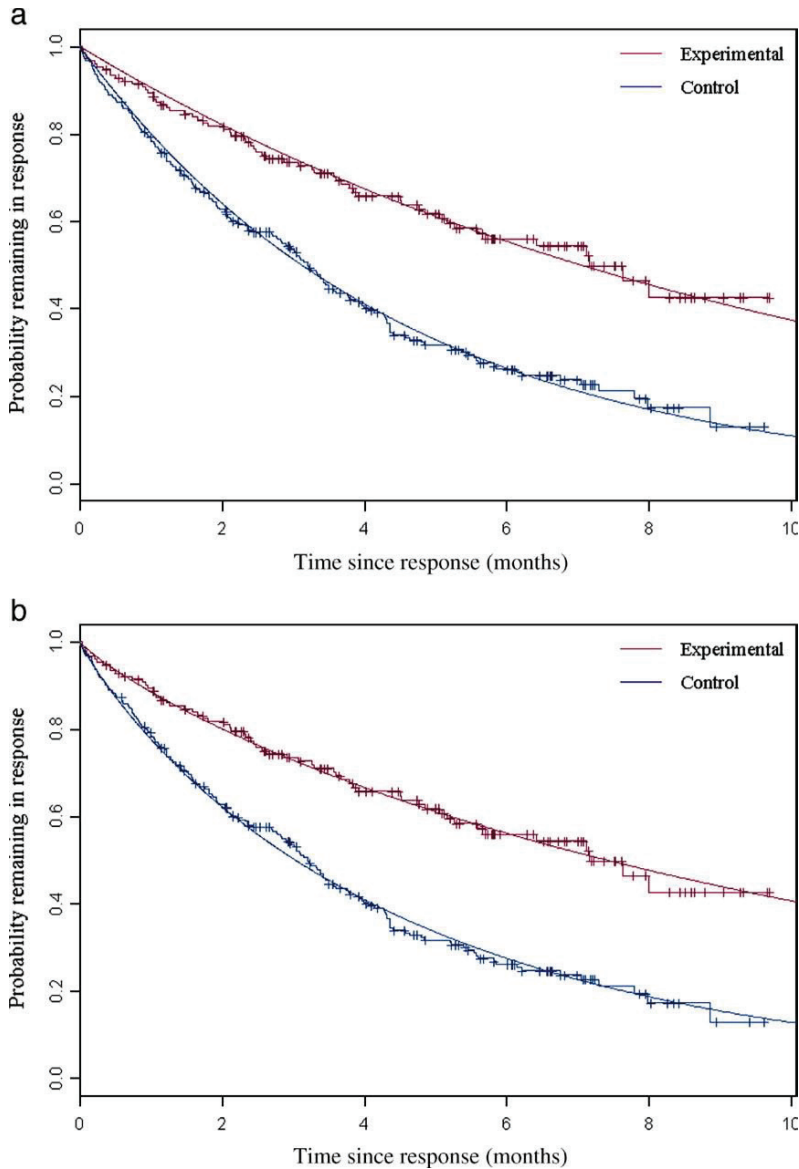 a
1.0
0.8
0.6
0.4
0.2
0.0
Probability remaining in response
Experimental
Control
0 2 4 6 8 10
Time since response (months)
b
1.0
0.8
0.6
0.4
0.2
0.0
Probability remaining in response
Experimental
Control
0 2 4 6 8 10
Time since response (months)